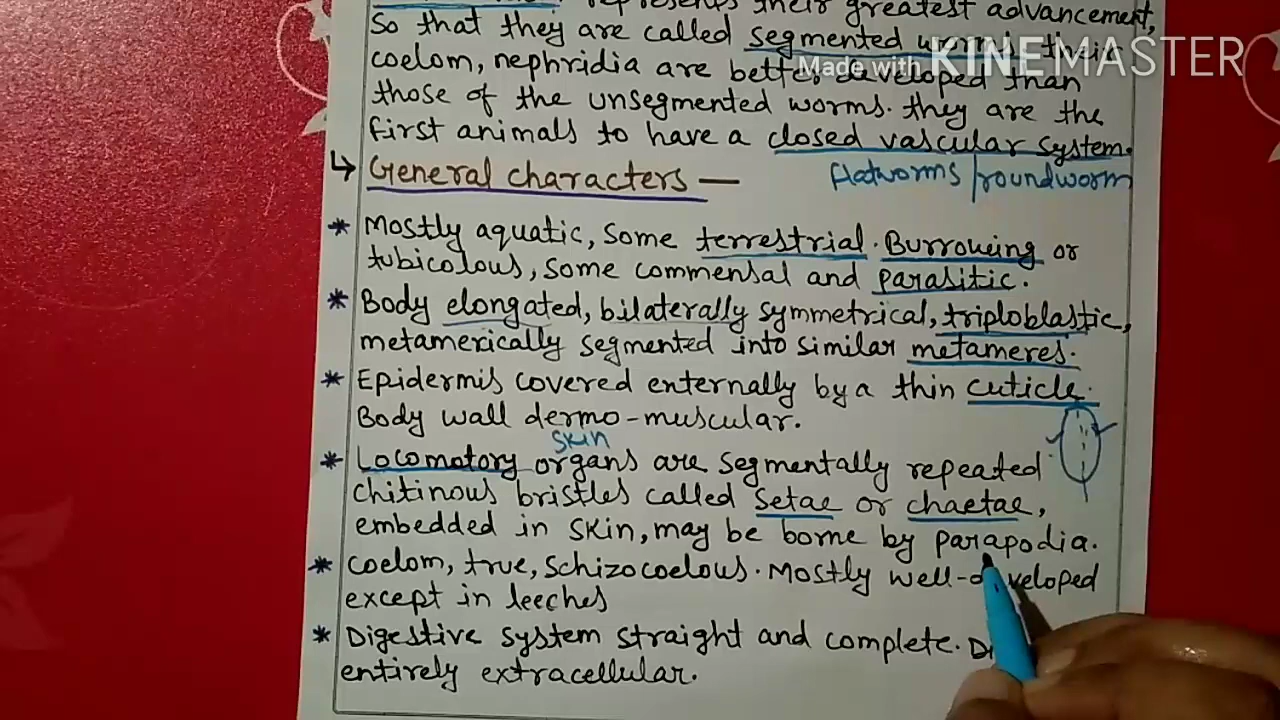 represents their greatest advancement,
So that they are called segmented worms their
Made with KINEMASTER
coelom, nephridia are better developed than
those of the unsegmented worms. they are the
first animals to have a closed vascular system.
↳ General characters —
flatworms | roundworm
* Mostly aquatic, some terrestrial. Burrowing or
tubicolous, some commensal and parasitic.
* Body elongated, bilaterally symmetrical, triploblastic,
metamerically segmented into similar metameres.
* Epidermis covered enternally by a thin cuticle.
Body wall dermo-muscular.
skin
* Locomotory organs are segmentally repeated
chitinous bristles called setae or chaetae,
embedded in skin, may be borne by parapodia.
* coelom, true, schizocoelous. Mostly well-developed
except in leeches
* Digestive system straight and complete.
entirely extracellular.